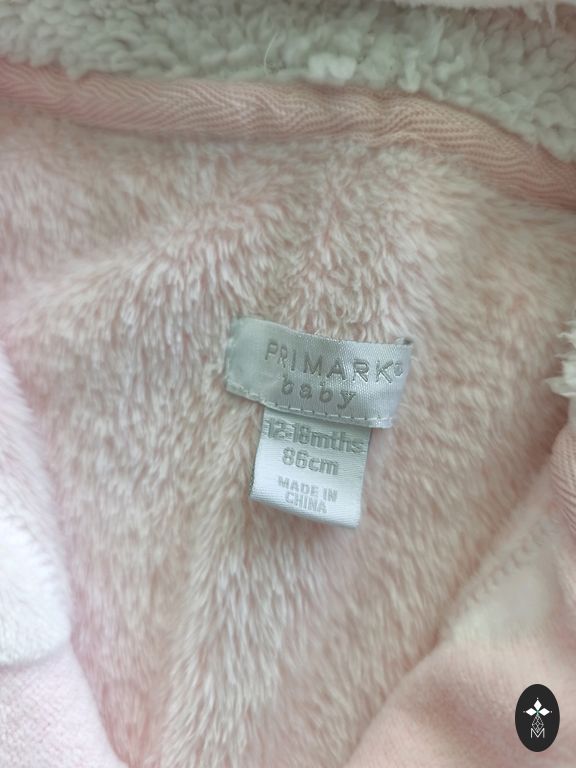 PRIMARK®
baby
12-18mths
86cm
MADE IN
CHINA